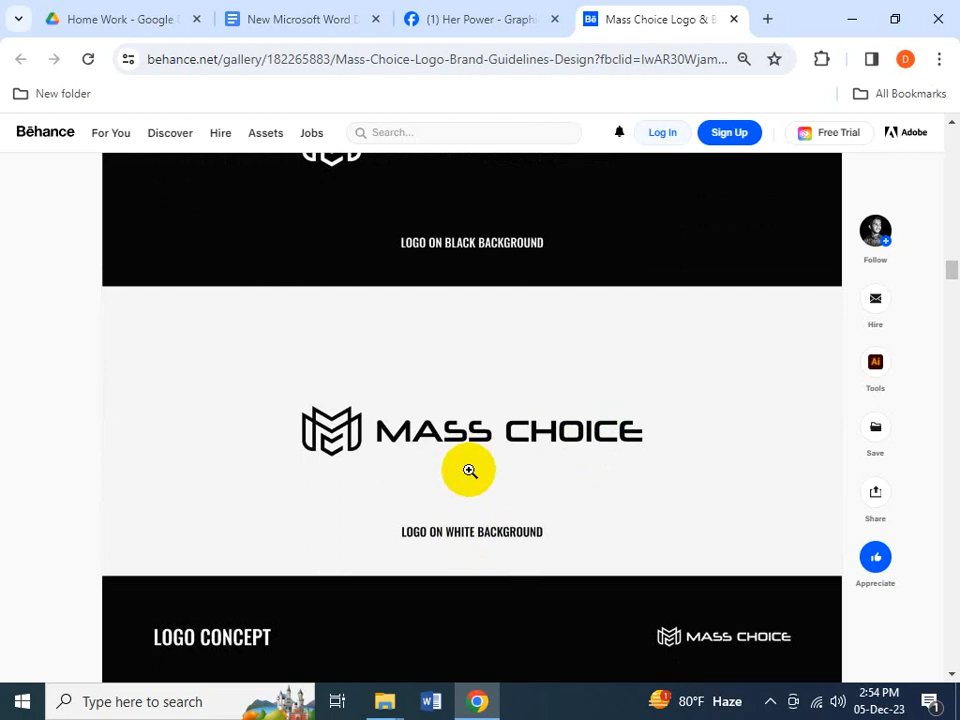 Home Work - Google
New Microsoft Word D
(1) Her Power - Graph
Bē Mass Choice Logo & B
behance.net/gallery/182265883/Mass-Choice-Logo-Brand-Guidelines-Design?fbclid=IwAR30Wjam...
D
New folder
All Bookmarks
Bēhance For You Discover Hire Assets Jobs Search... Log In Sign Up Free Trial Adobe
LOGO ON BLACK BACKGROUND
MASS CHOICE
LOGO ON WHITE BACKGROUND
LOGO CONCEPT
MASS CHOICE
Follow
Hire
Ai
Tools
Save
Share
Appreciate
Type here to search
80°F Haze
2:54 PM
05-Dec-23
1